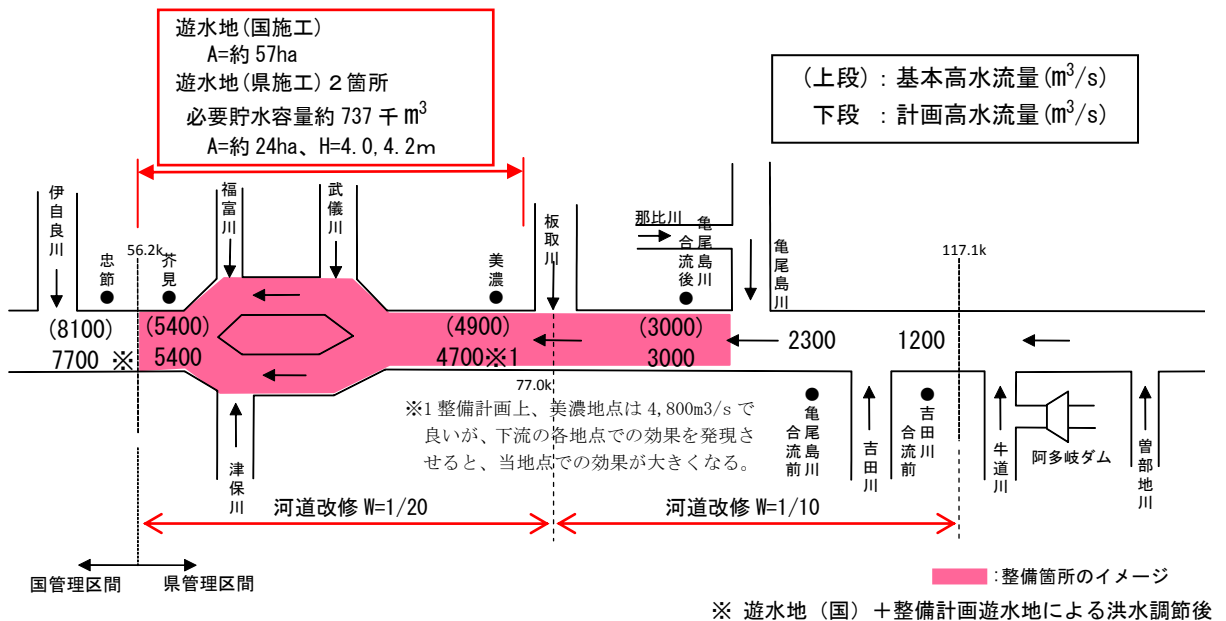 遊水地(国施工)
A=約 57ha
遊水地(県施工) 2箇所
必要貯水容量約 737 千 m³
A=約 24ha、H=4.0, 4.2m
(上段) : 基本高水流量(m³/s)
下段 : 計画高水流量(m³/s)
伊自良川
忠節
56.2k
芥見
福富川
武儀川
美濃
板取川
那比川
亀尾島川
合流後
亀尾島川
117.1k
(8100)
(5400)
(4900)
(3000)
2300
1200
7700 ※
5400
4700※1
3000
77.0k
※1 整備計画上、美濃地点は 4,800m3/s で
良いが、下流の各地点での効果を発現さ
せると、当地点での効果が大きくなる。
津保川
亀尾島川
合流前
吉田川
吉田川
合流前
牛道川
阿多岐ダム
曽部地川
河道改修 W=1/20
河道改修 W=1/10
国管理区間
県管理区間
:整備箇所のイメージ
※ 遊水地（国）＋整備計画遊水地による洪水調節後